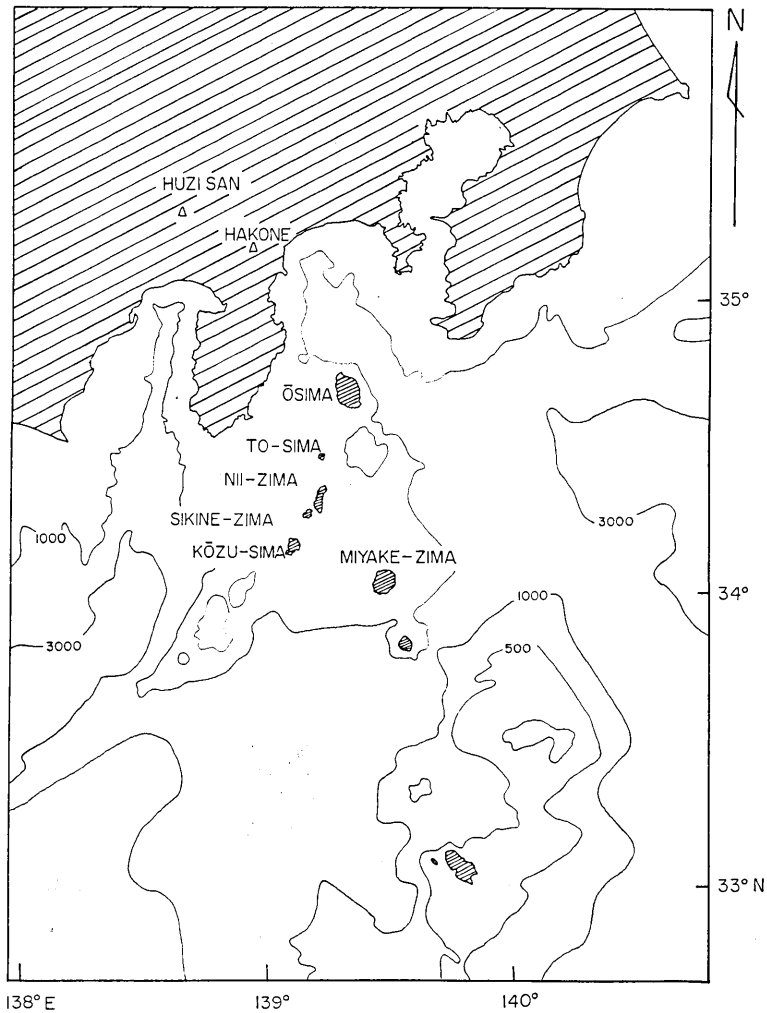 N
HUZI SAN
HAKONE
35°
ŌSIMA
TO-SIMA
NII-ZIMA
SIKINE-ZIMA
3000
1000
KŌZU-SIMA
MIYAKE-ZIMA
34°
1000
3000
500
33° N
138° E
139°
140°